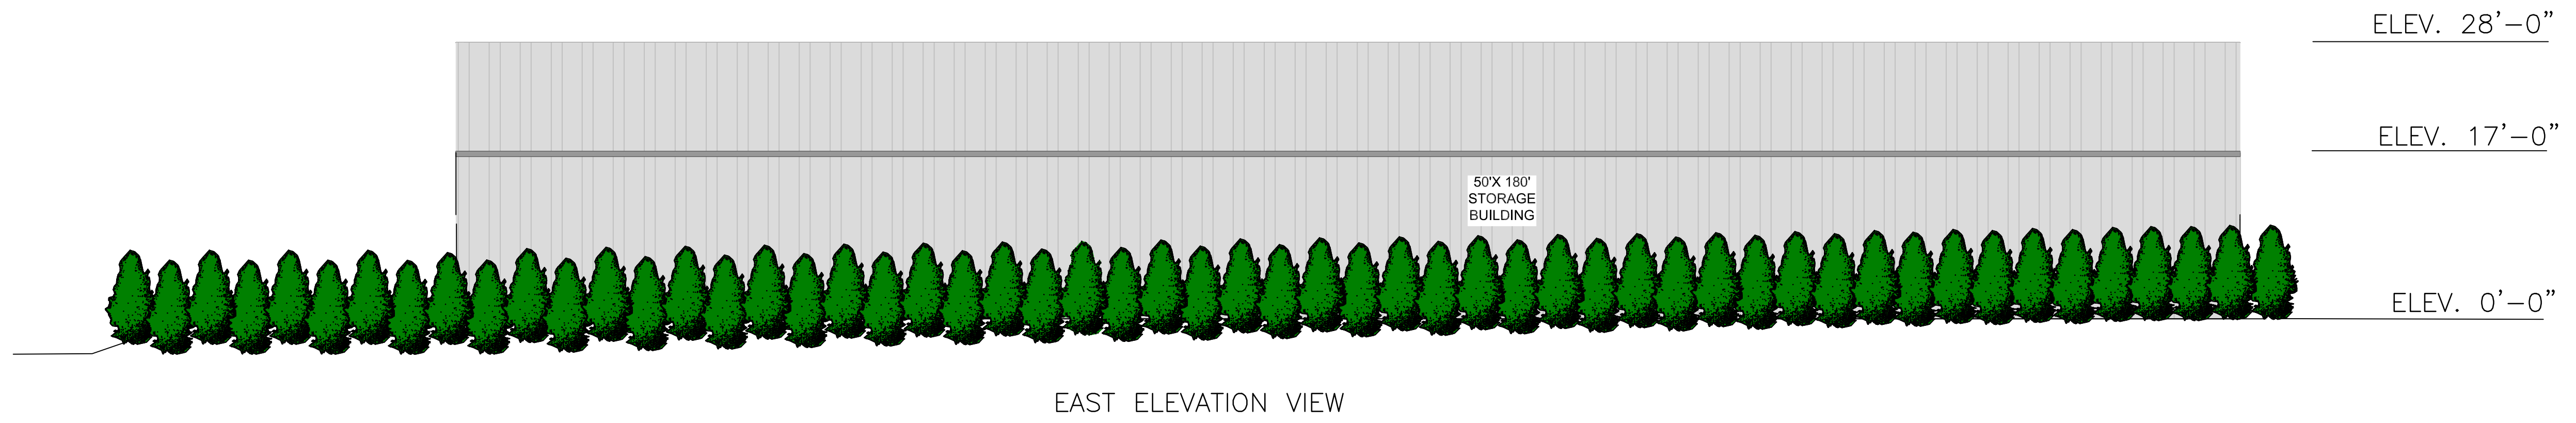 ELEV. 28'-0"
ELEV. 17'-0"
50'X 180'
STORAGE
BUILDING
ELEV. 0'-0"
EAST ELEVATION VIEW